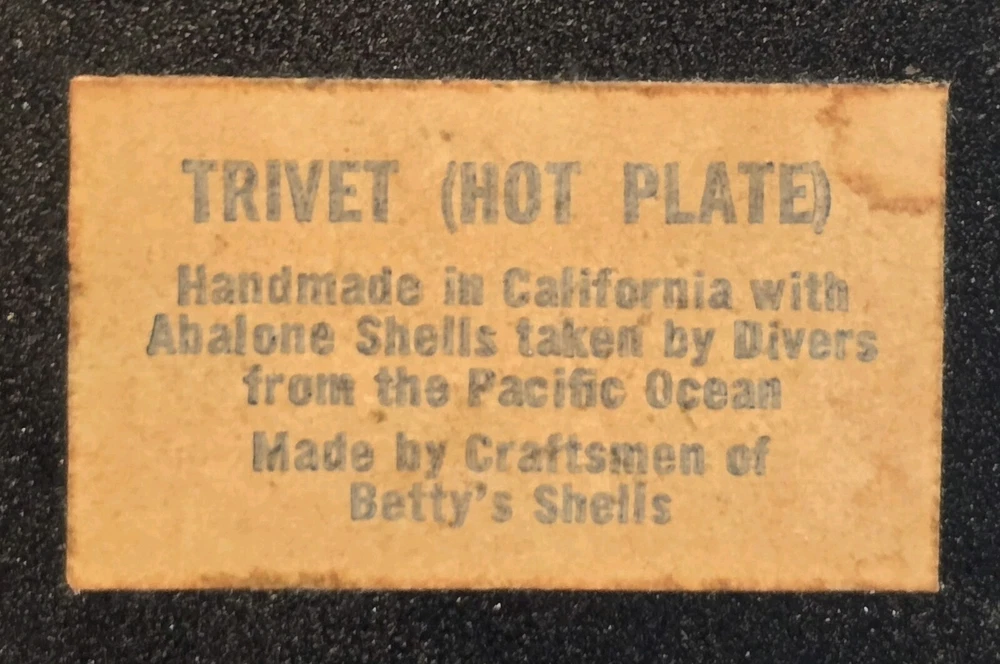 TRIVET (HOT PLATE)
Handmade in California with
Abalone Shells taken by Divers
from the Pacific Ocean
Made by Craftsmen of
Betty's Shells